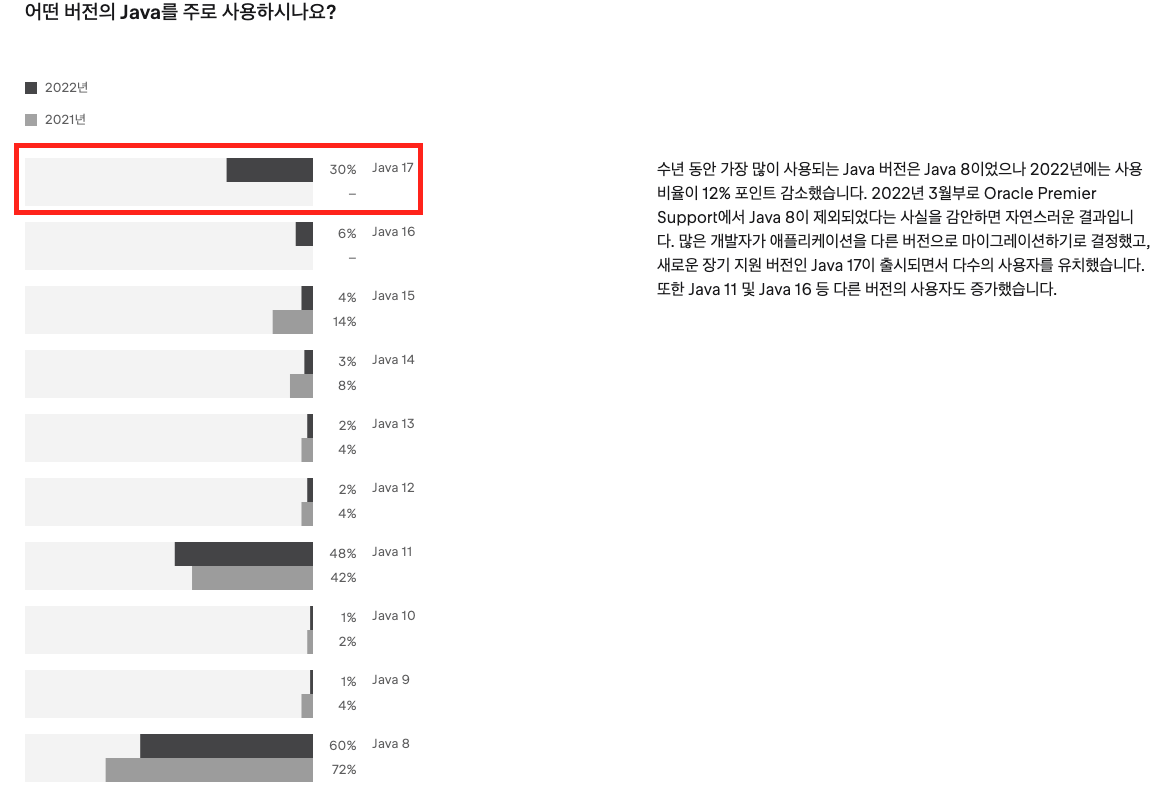 어떤 버전의 Java를 주로 사용하시나요?
2022년
2021년
30% Java 17
–
6% Java 16
–
4% Java 15
14%
3% Java 14
8%
2% Java 13
4%
2% Java 12
4%
48% Java 11
42%
1% Java 10
2%
1% Java 9
4%
60% Java 8
72%
수년 동안 가장 많이 사용되는 Java 버전은 Java 8이었으나 2022년에는 사용
비율이 12% 포인트 감소했습니다. 2022년 3월부로 Oracle Premier
Support에서 Java 8이 제외되었다는 사실을 감안하면 자연스러운 결과입니
다. 많은 개발자가 애플리케이션을 다른 버전으로 마이그레이션하기로 결정했고,
새로운 장기 지원 버전인 Java 17이 출시되면서 다수의 사용자를 유치했습니다.
또한 Java 11 및 Java 16 등 다른 버전의 사용자도 증가했습니다.